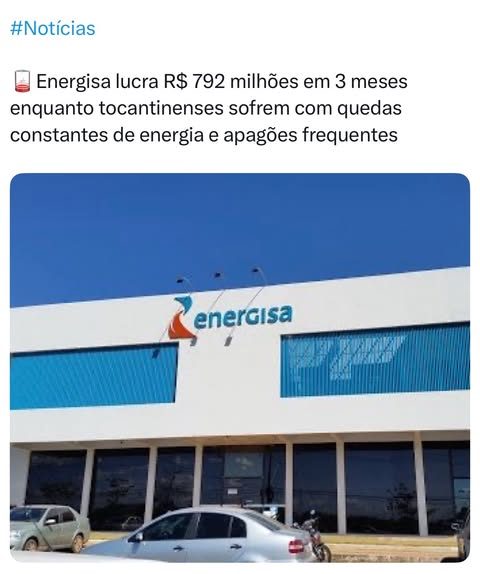 #Notícias
🪫 Energisa lucra R$ 792 milhões em 3 meses
enquanto tocantinenses sofrem com quedas
constantes de energia e apagões frequentes
energisa